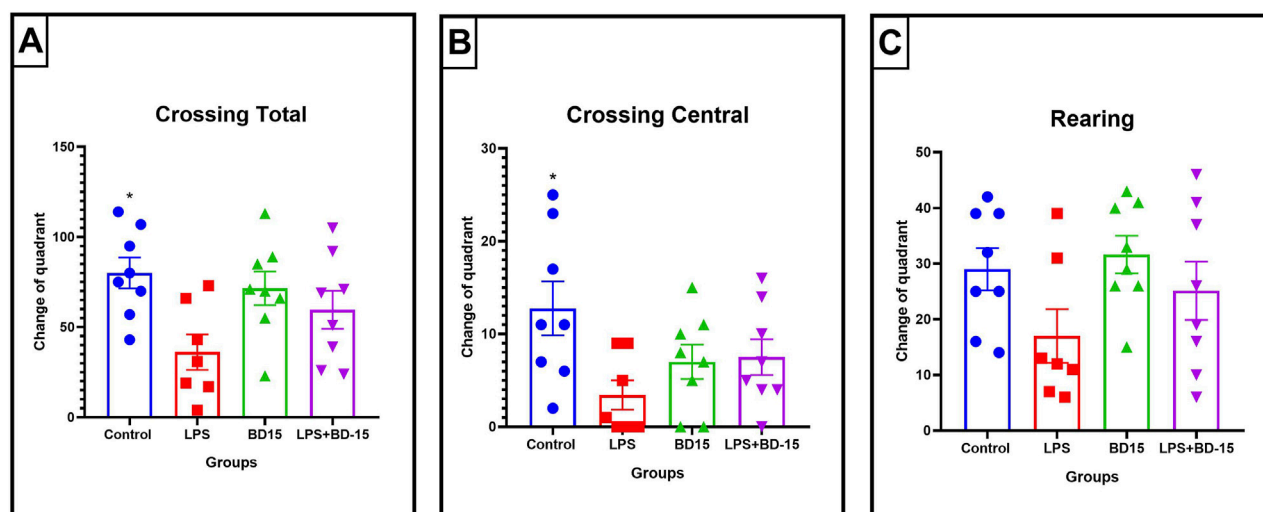 A
Crossing Total
*
150
100
50
0
Change of quadrant
Control LPS BD15 LPS+BD-15
Groups
B
Crossing Central
*
30
20
10
0
Change of quadrant
Control LPS BD15 LPS+BD-15
Groups
C
Rearing
50
40
30
20
10
0
Change of quadrant
Control LPS BD15 LPS+BD-15
Groups